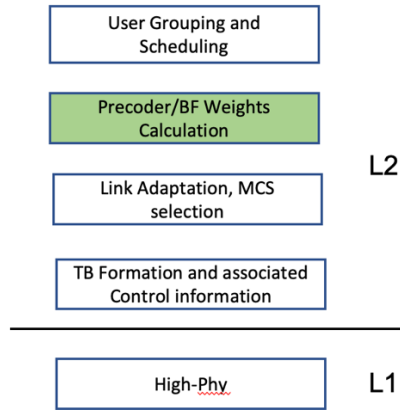 User Grouping and
Scheduling
Precoder/BF Weights
Calculation
L2
Link Adaptation, MCS
selection
TB Formation and associated
Control information
High-Phy
L1